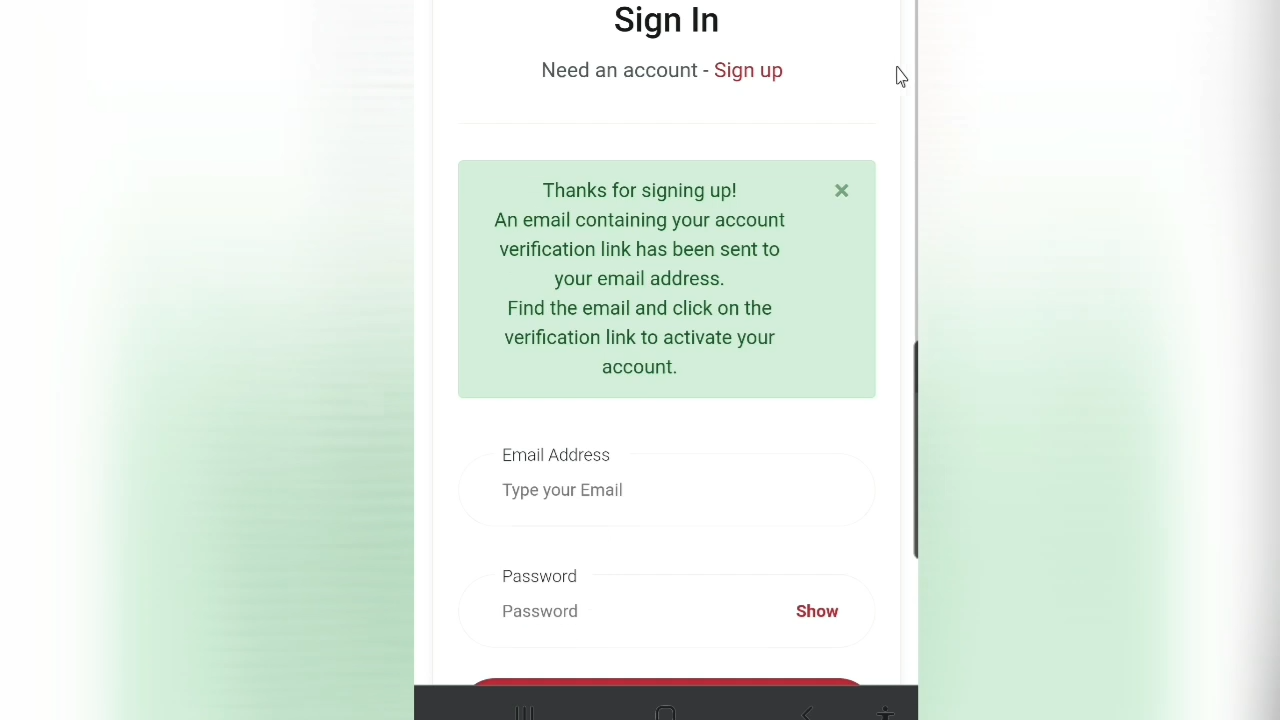 Sign In
Need an account - Sign up
Thanks for signing up!
An email containing your account
verification link has been sent to
your email address.
Find the email and click on the
verification link to activate your
account.
Email Address
Type your Email
Password
Password Show